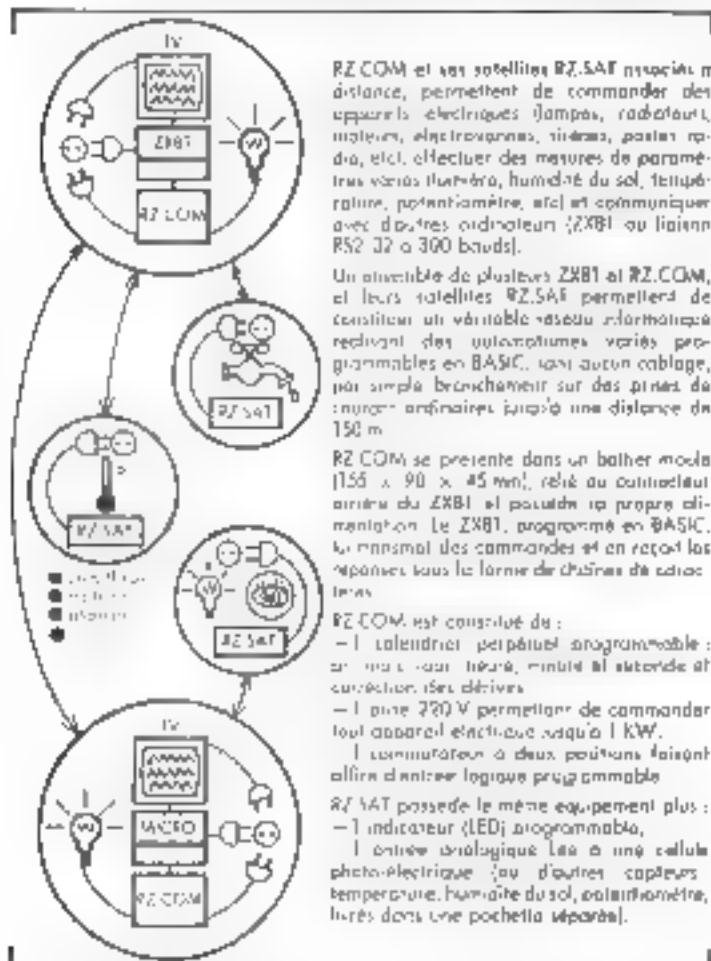 TV
ZX81
RZ.COM
RZ.SAT
RZ.SAT
RZ.SAT
TV
MICRO
RZ.COM
RZ.COM et ses satellites RZ.SAT associés
distance, permettent de commander des
appareils électriques (lampes, radiateurs,
moteurs, électrovannes, sirènes, postes ra-
dio, etc), effectuer des mesures de paramè-
tres variés (lumière, humidité du sol, tempé-
rature, potentiomètre, etc) et communiquer
avec d'autres ordinateur (ZX81 ou liaison
RS2 32 à 300 bauds).
Un ensemble de plusieurs ZX81 et RZ.COM,
et leurs satellites RZ.SAT permettent de
constituer un véritable réseau informatique
réalisant des automatismes variés pro-
grammables en BASIC, sans aucun cablage,
par simple branchement sur des prises de
courant ordinaires jusqu'à une distance de
150 m
RZ COM se présente dans un boîtier moulé
(155 × 90 × 45 mm), relié au connecteur
arrière du ZX81 et possède sa propre ali-
mentation. Le ZX81, programmé en BASIC,
lui transmet des commandes et en reçoit les
réponses sous la forme de chaînes de carac-
tères
RZ COM est constitué de :
– 1 calendrier perpétuel programmable :
an, mois, jour, heure, minute et seconde et
correction des dérives
– 1 prise 220 V permettant de commander
tout appareil électrique jusqu'à 1 KW.
1 commutateur à deux positions faisant
office d'entrée logique programmable
RZ SAT possède le même équipement plus :
– 1 indicateur (LED) programmable,
1 entrée analogique liée à une cellule
photo-électrique (ou d'autres capteurs
température, humidité du sol, potentiomètre,
livrés dans une pochette séparée).